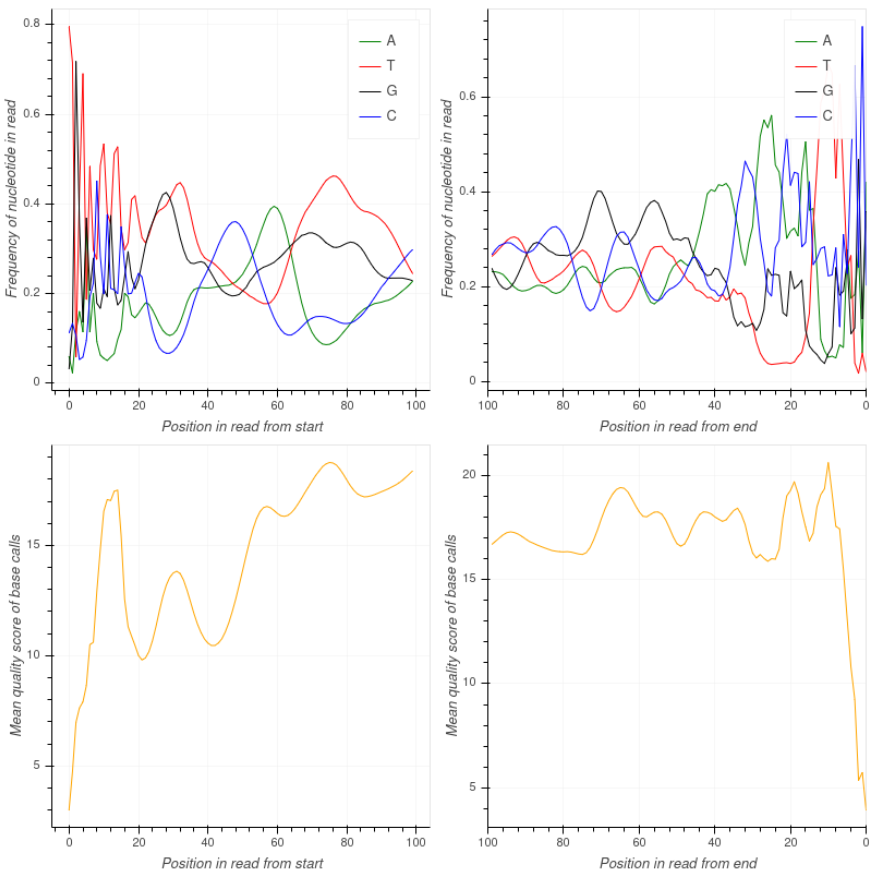 0.8
0.6
0.4
0.2
0
0 20 40 60 80 100
Frequency of nucleotide in read
Position in read from start
A
T
G
C
0.6
0.4
0.2
0
100 80 60 40 20 0
Frequency of nucleotide in read
Position in read from end
A
T
G
C
15
10
5
0 20 40 60 80 100
Mean quality score of base calls
Position in read from start
20
15
10
5
100 80 60 40 20 0
Mean quality score of base calls
Position in read from end